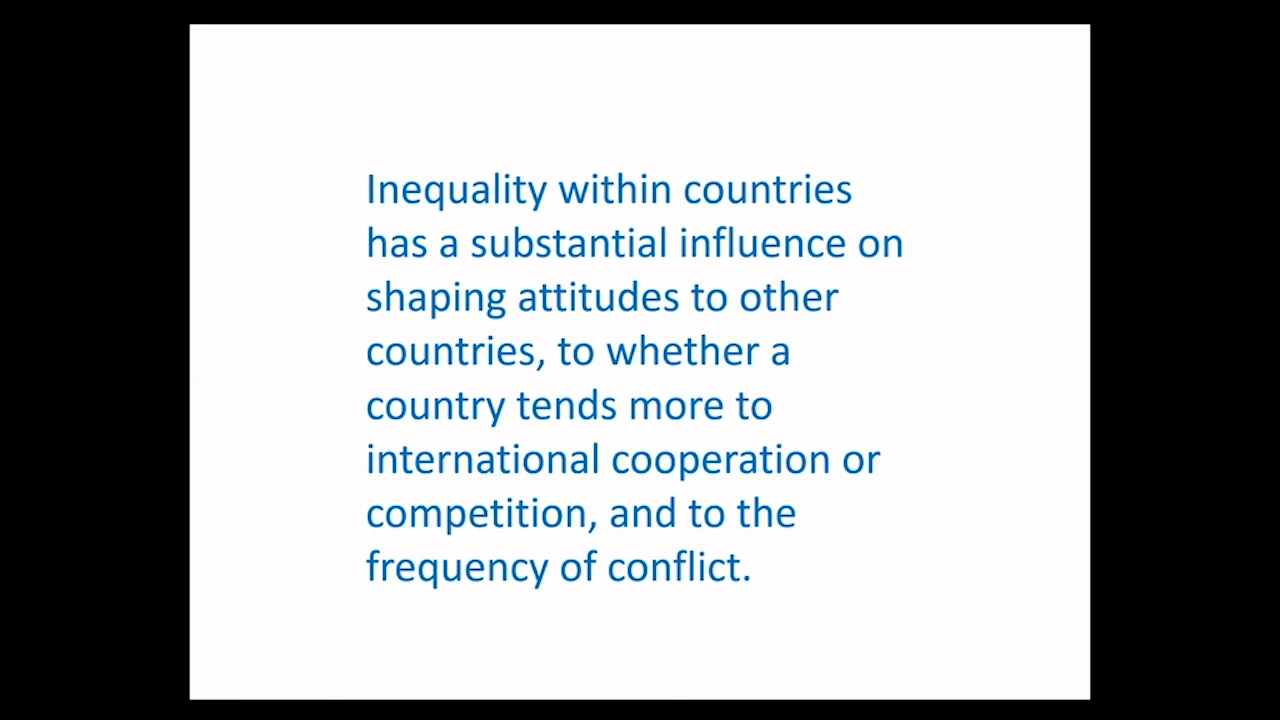 Inequality within countries
has a substantial influence on
shaping attitudes to other
countries, to whether a
country tends more to
international cooperation or
competition, and to the
frequency of conflict.